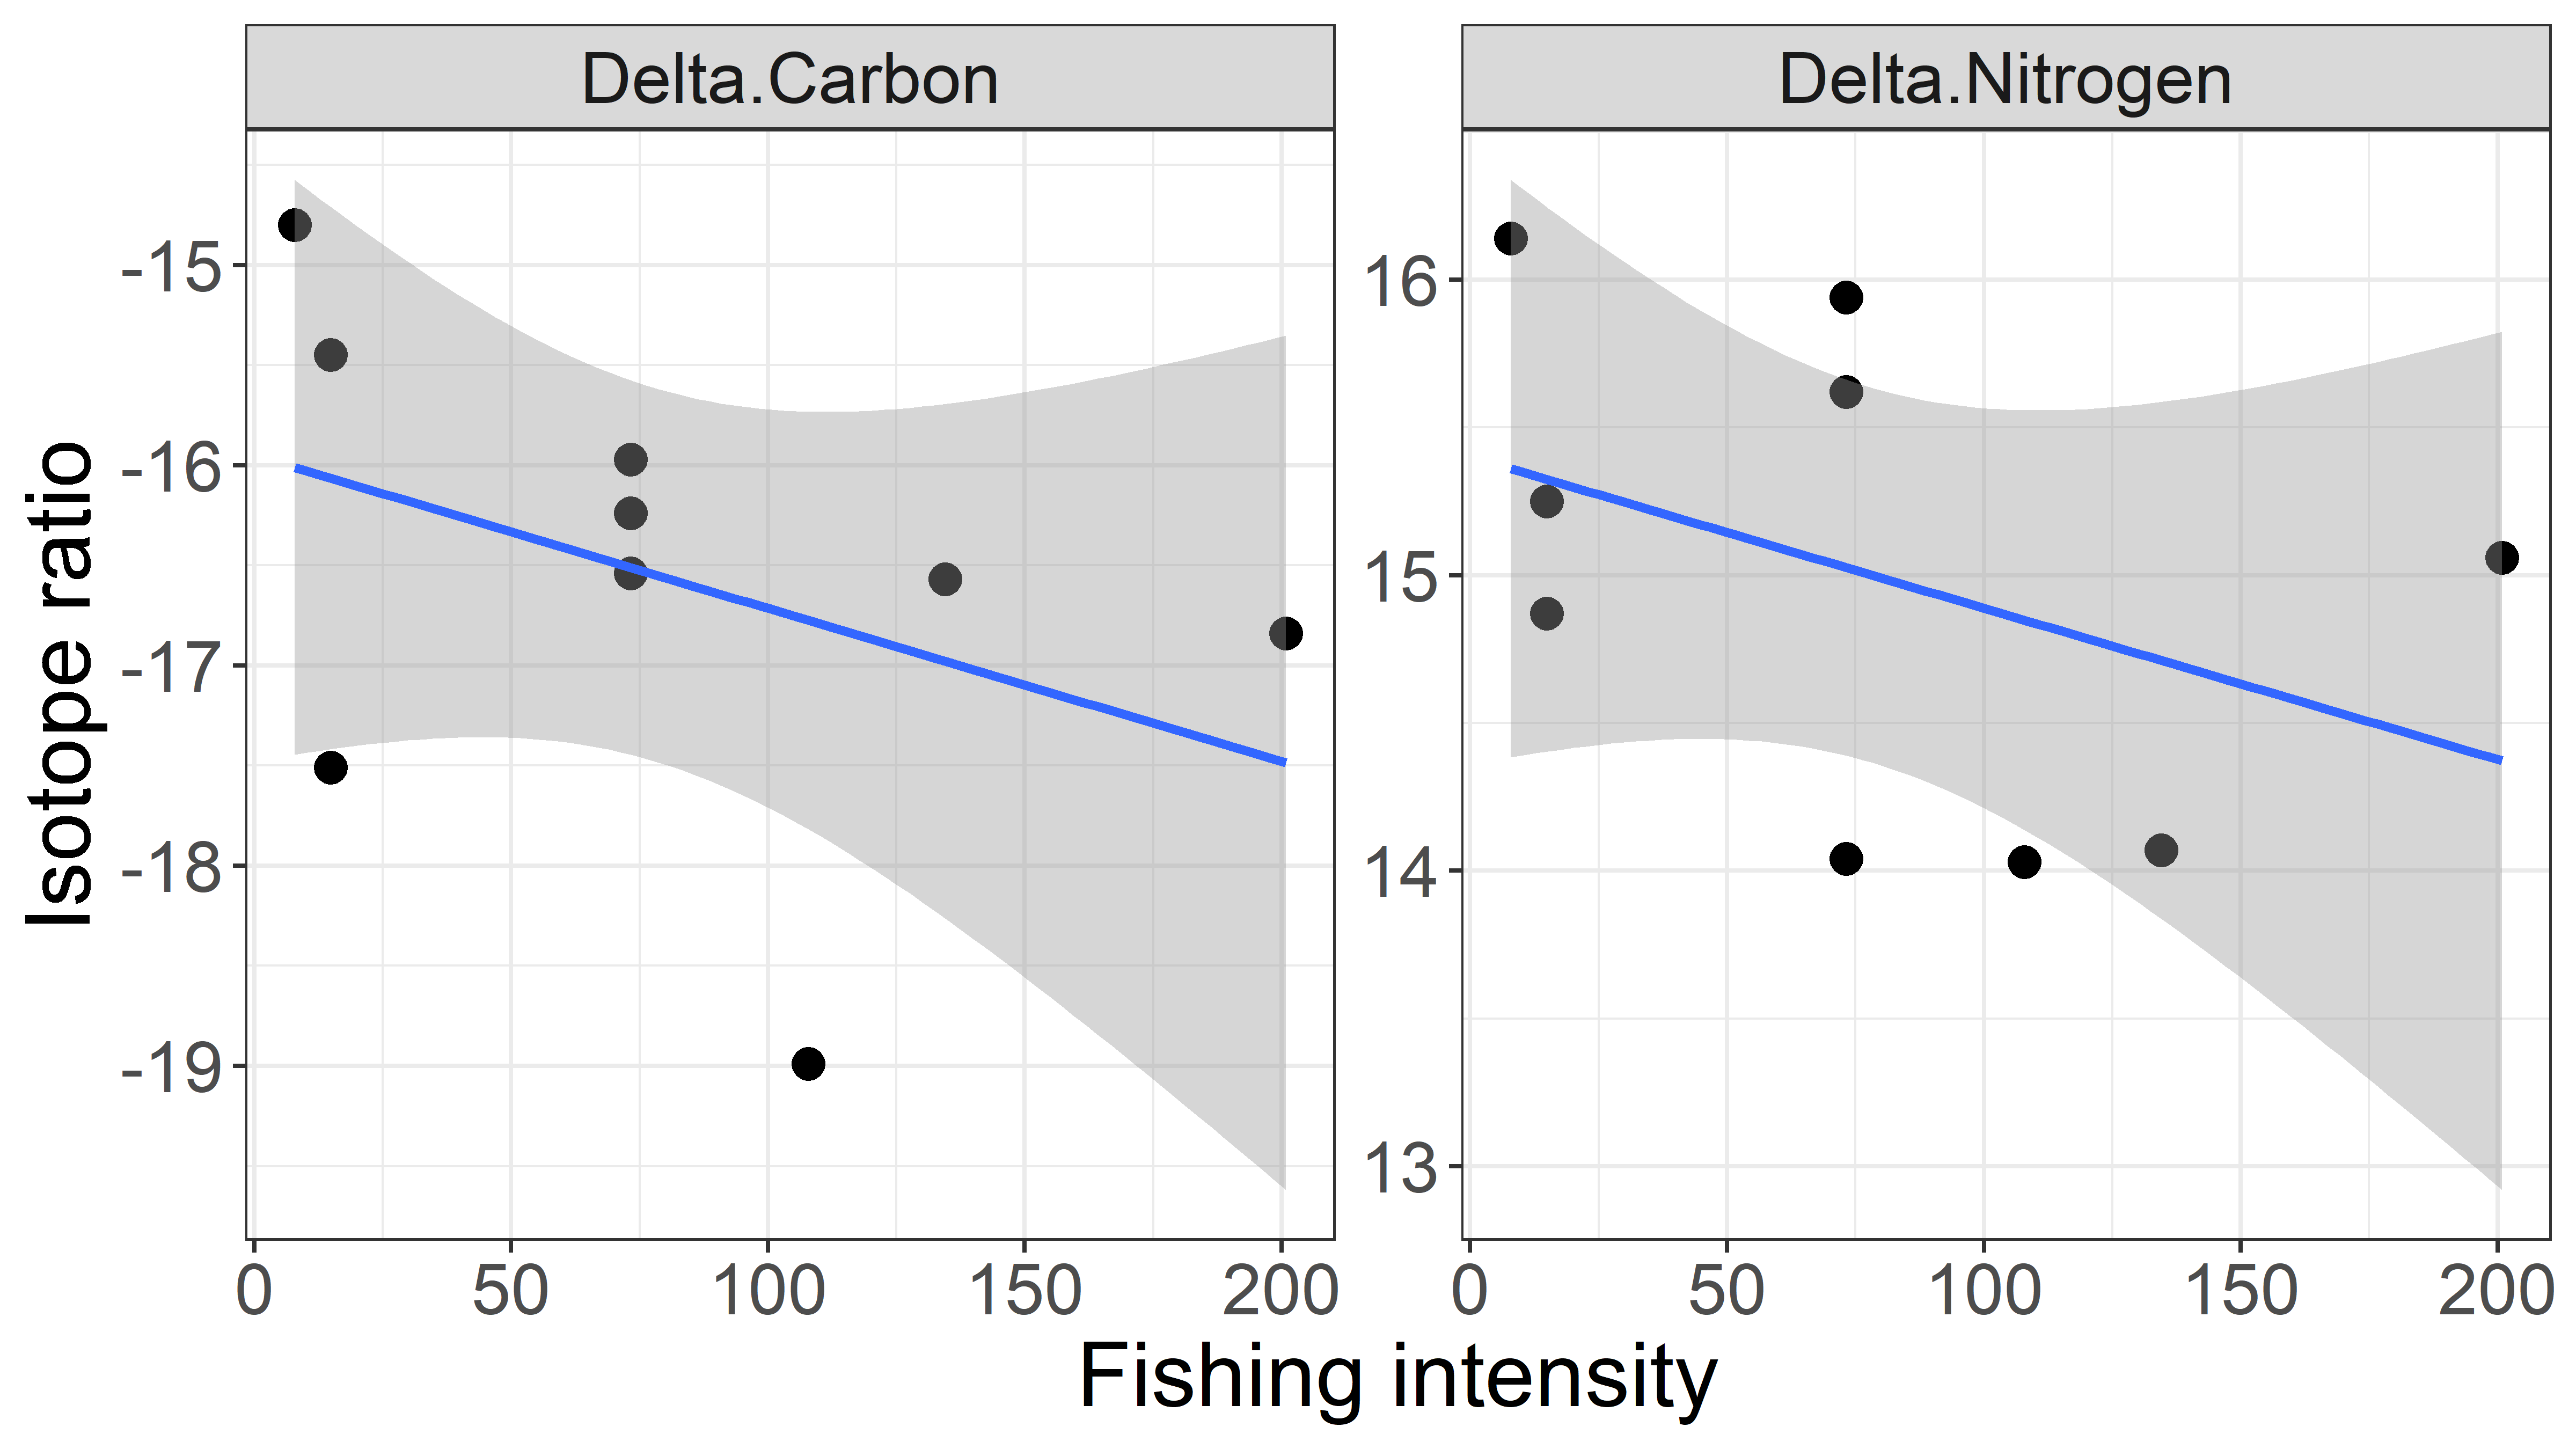 Delta.Carbon
Delta.Nitrogen
Isotope ratio
-15
-16
-17
-18
-19
16
15
14
13
0 50 100 150 200
0 50 100 150 200
Fishing intensity